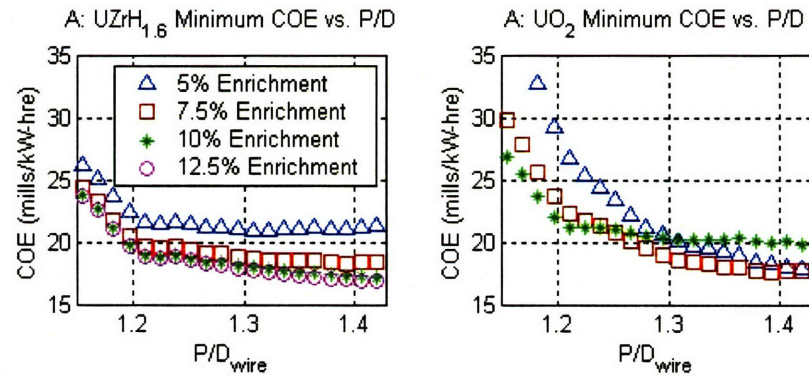 A: UZrH1.6 Minimum COE vs. P/D
COE (mills/kW-hre)
35
30
25
20
15
5% Enrichment
7.5% Enrichment
10% Enrichment
12.5% Enrichment
1.2
1.3
1.4
P/Dwire
A: UO2 Minimum COE vs. P/D
COE (mills/kW-hre)
35
30
25
20
15
1.2
1.3
1.4
P/Dwire